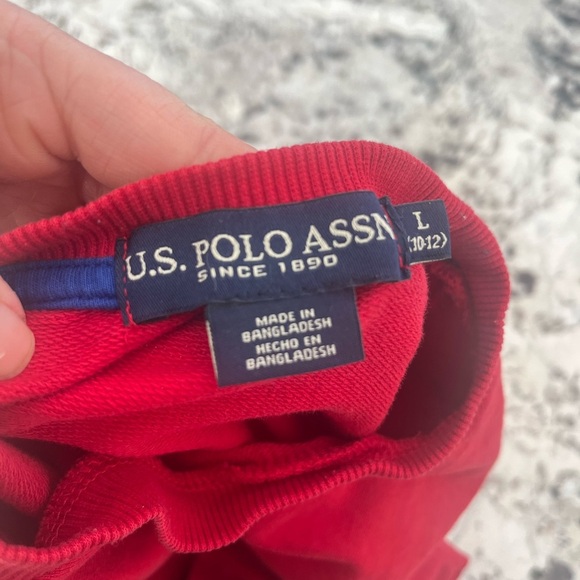 U.S. POLO ASSN
SINCE 1890
L
(10-12)
MADE IN
BANGLADESH
HECHO EN
BANGLADESH